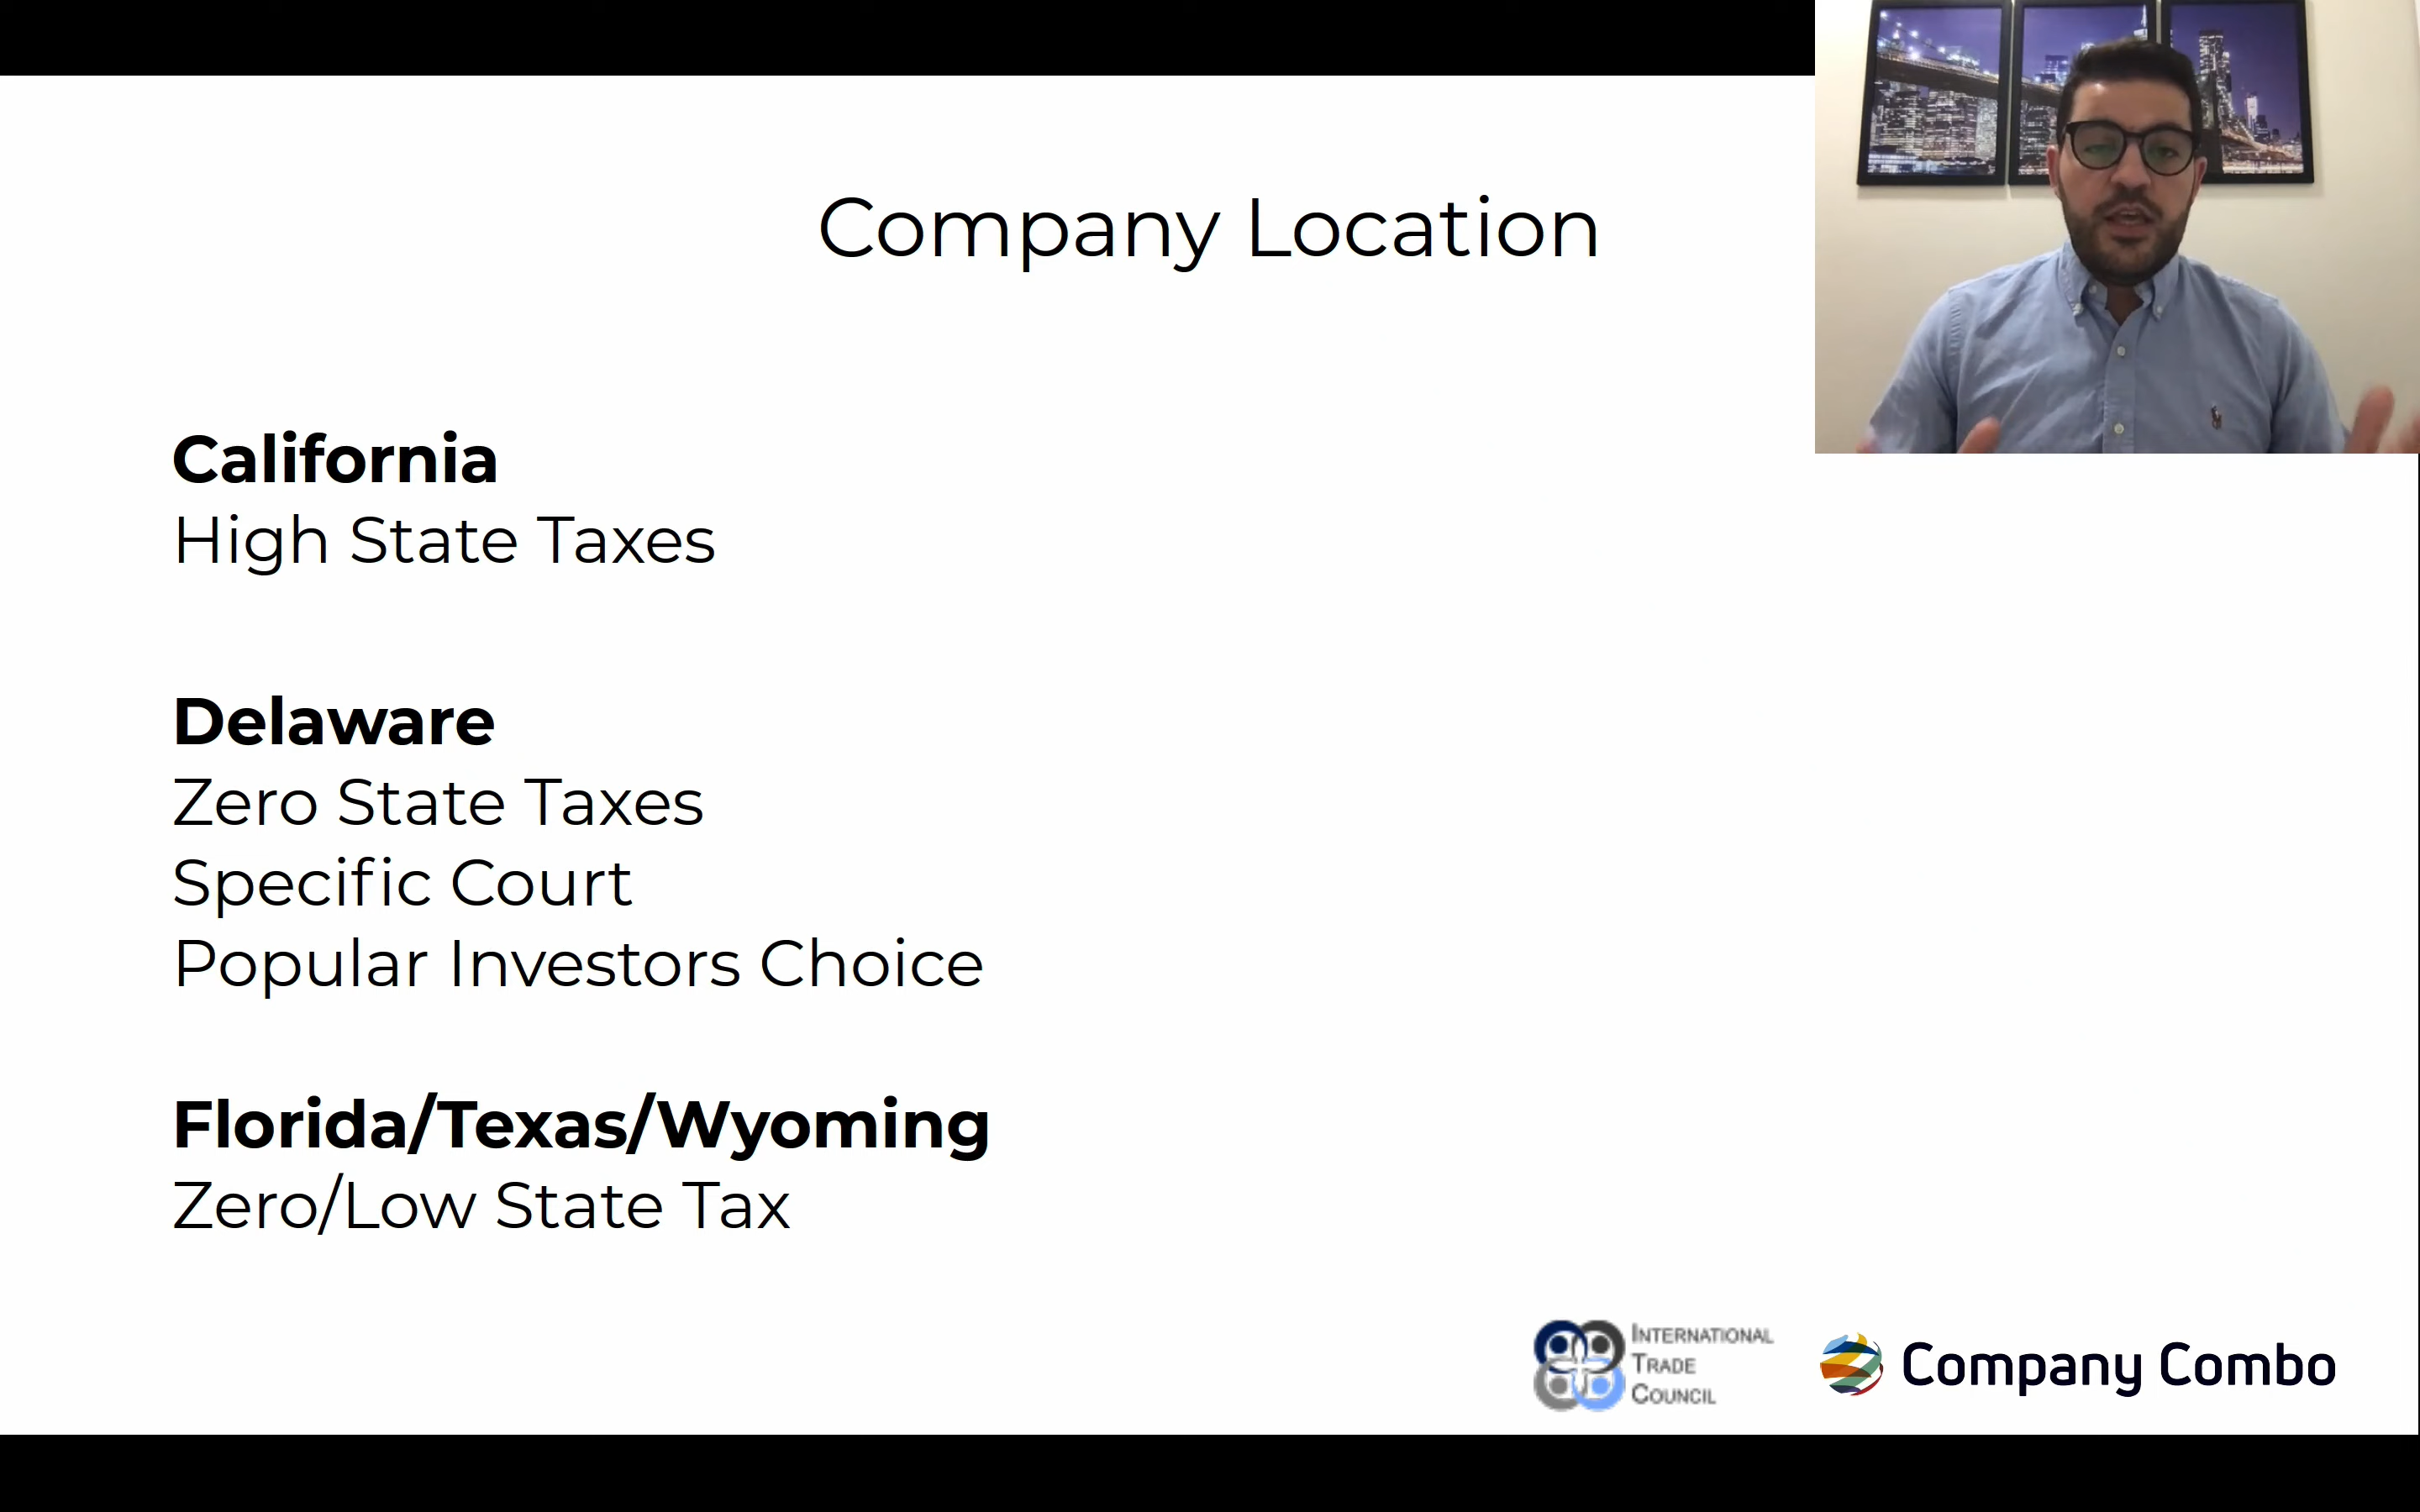 Company Location
California
High State Taxes
Delaware
Zero State Taxes
Specific Court
Popular Investors Choice
Florida/Texas/Wyoming
Zero/Low State Tax
INTERNATIONAL
TRADE
COUNCIL
Company Combo